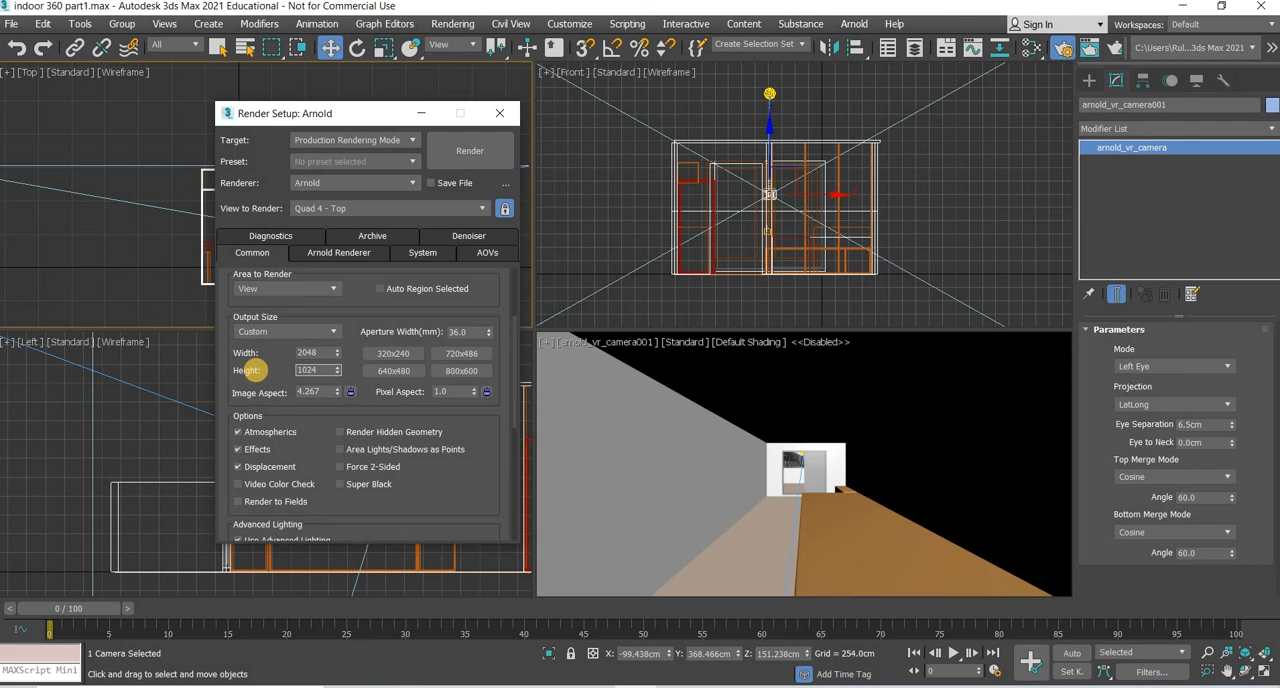 indoor 360 part1.max - Autodesk 3ds Max 2021 Educational - Not for Commercial Use
File Edit Tools Group Views Create Modifiers Animation Graph Editors Rendering Civil View Customize Scripting Interactive Content Substance Arnold Help Sign In Workspaces: Default
All View Create Selection Set C:\Users\Rul...3ds Max 2021
[+] [Top] [Standard] [Wireframe]
[+] [Front] [Standard] [Wireframe]
arnold_vr_camera001
Modifier List
arnold_vr_camera
Render Setup: Arnold
Target: Production Rendering Mode
Render
Preset: No preset selected
Renderer: Arnold Save File ...
View to Render: Quad 4 - Top
Diagnostics Archive Denoiser
Common Arnold Renderer System AOVs
Area to Render
View Auto Region Selected
Output Size
Custom Aperture Width(mm): 36.0
Width: 2048 320x240 720x486
Height: 1024 640x480 800x600
Image Aspect: 4.267 Pixel Aspect: 1.0
Options
Atmospherics Render Hidden Geometry
Effects Area Lights/Shadows as Points
Displacement Force 2-Sided
Video Color Check Super Black
Render to Fields
Advanced Lighting
Use Advanced Lighting
[+] [Left] [Standard] [Wireframe]
[+] [arnold_vr_camera001] [Standard] [Default Shading] <<Disabled>>
Parameters
Mode
Left Eye
Projection
LatLong
Eye Separation 6.5cm
Eye to Neck 0.0cm
Top Merge Mode
Cosine
Angle 60.0
Bottom Merge Mode
Cosine
Angle 60.0
< 0 / 100 >
0 5 10 15 20 25 30 35 40 45 50 55 60 65 70 75 80 85 90 95 100
1 Camera Selected
X: -99.438cm Y: 368.466cm Z: 151.238cm Grid = 254.0cm
Auto Selected
MAXScript Mini
Click and drag to select and move objects
Add Time Tag
0
Set K. Filters...